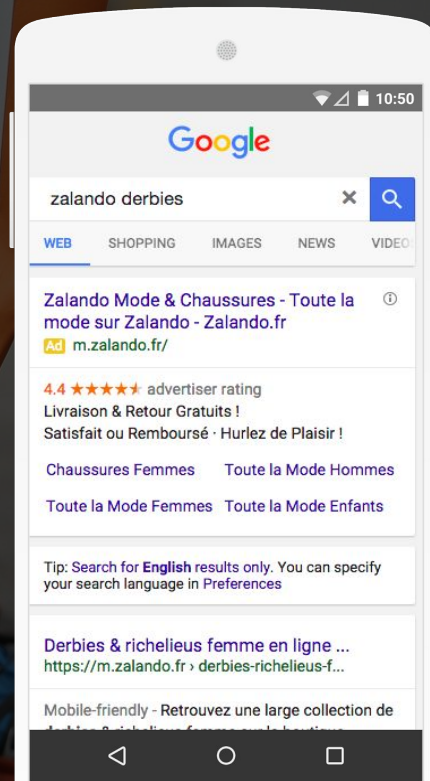 10:50
Google
zalando derbies
WEB SHOPPING IMAGES NEWS VIDEO
Zalando Mode & Chaussures - Toute la
mode sur Zalando - Zalando.fr
Ad m.zalando.fr/
4.4 ★★★★★ advertiser rating
Livraison & Retour Gratuits !
Satisfait ou Remboursé · Hurlez de Plaisir !
Chaussures Femmes Toute la Mode Hommes
Toute la Mode Femmes Toute la Mode Enfants
Tip: Search for English results only. You can specify
your search language in Preferences
Derbies & richelieus femme en ligne ...
https://m.zalando.fr › derbies-richelieus-f...
Mobile-friendly - Retrouvez une large collection de